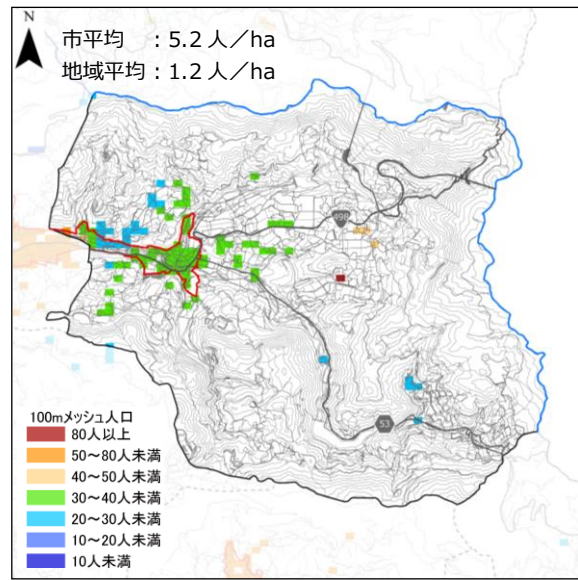 N
市平均　：5.2 人／ha
地域平均：1.2 人／ha
498
53
100mメッシュ人口
80人以上
50～80人未満
40～50人未満
30～40人未満
20～30人未満
10～20人未満
10人未満